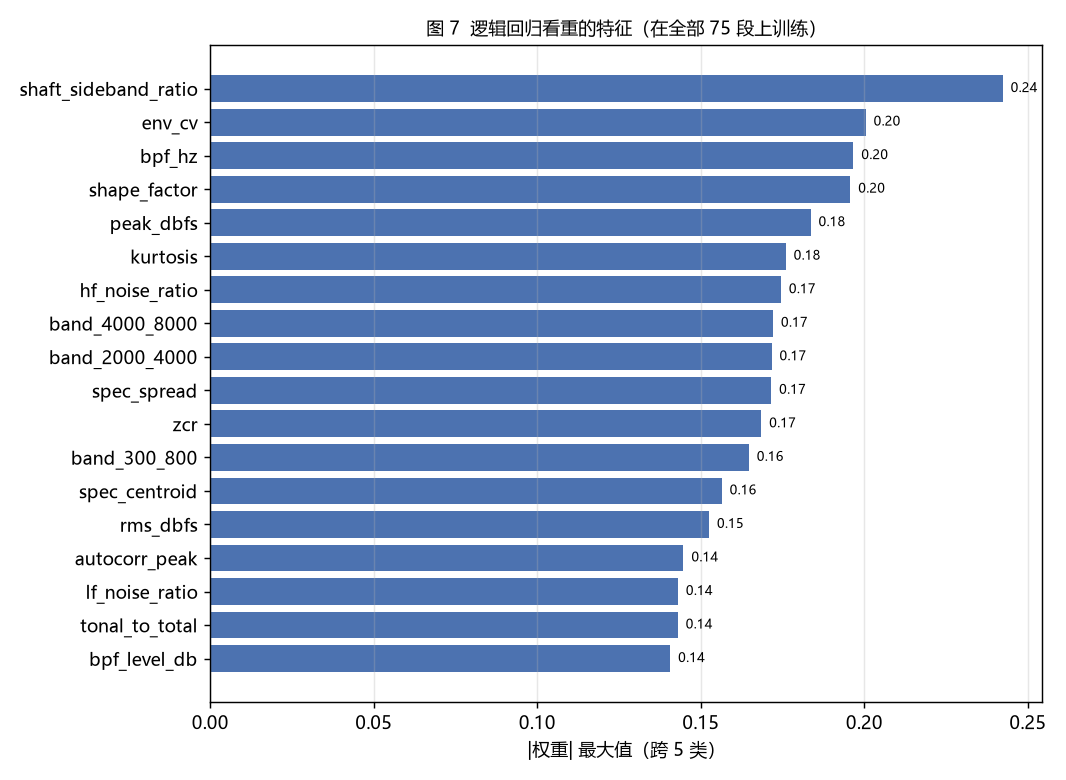 图 7 逻辑回归看重的特征（在全部 75 段上训练）
shaft_sideband_ratio 0.24
env_cv 0.20
bpf_hz 0.20
shape_factor 0.20
peak_dbfs 0.18
kurtosis 0.18
hf_noise_ratio 0.17
band_4000_8000 0.17
band_2000_4000 0.17
spec_spread 0.17
zcr 0.17
band_300_800 0.16
spec_centroid 0.16
rms_dbfs 0.15
autocorr_peak 0.14
lf_noise_ratio 0.14
tonal_to_total 0.14
bpf_level_db 0.14
0.00 0.05 0.10 0.15 0.20 0.25
|权重| 最大值（跨 5 类）